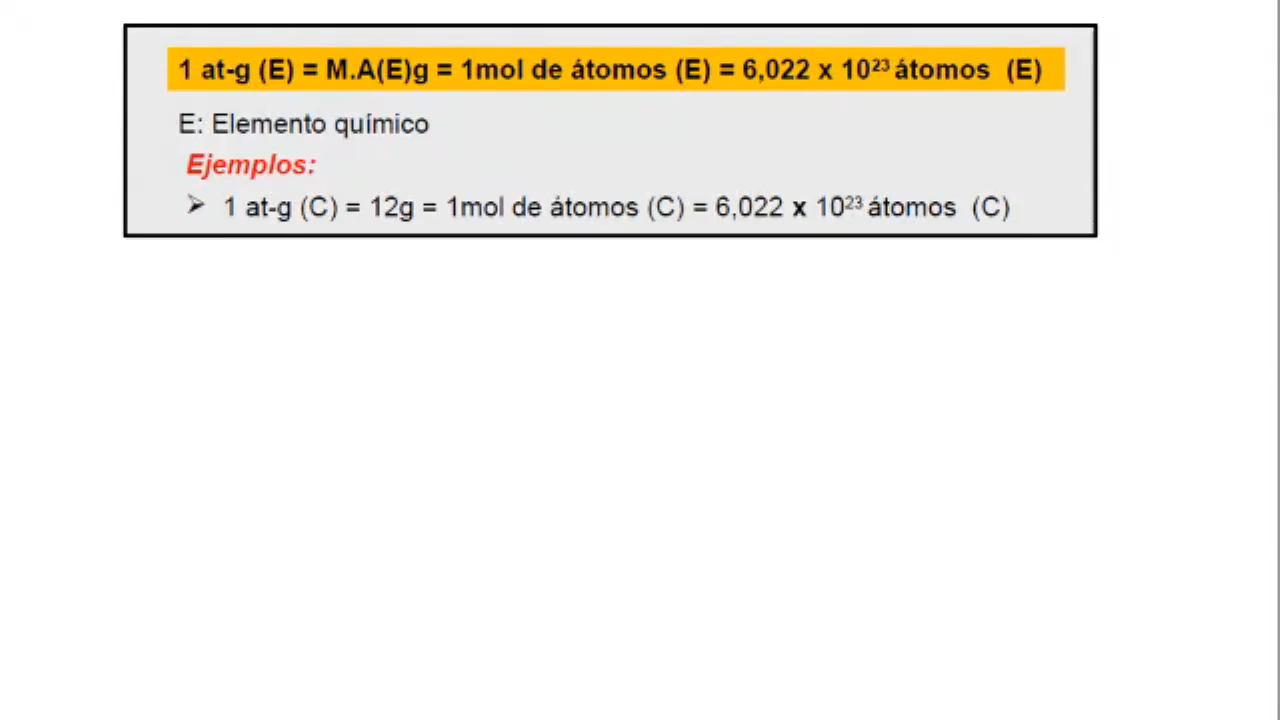 1 at-g (E) = M.A(E)g = 1mol de átomos (E) = 6,022 x 10²³ átomos (E)
E: Elemento químico
Ejemplos:
➢ 1 at-g (C) = 12g = 1mol de átomos (C) = 6,022 x 10²³ átomos (C)